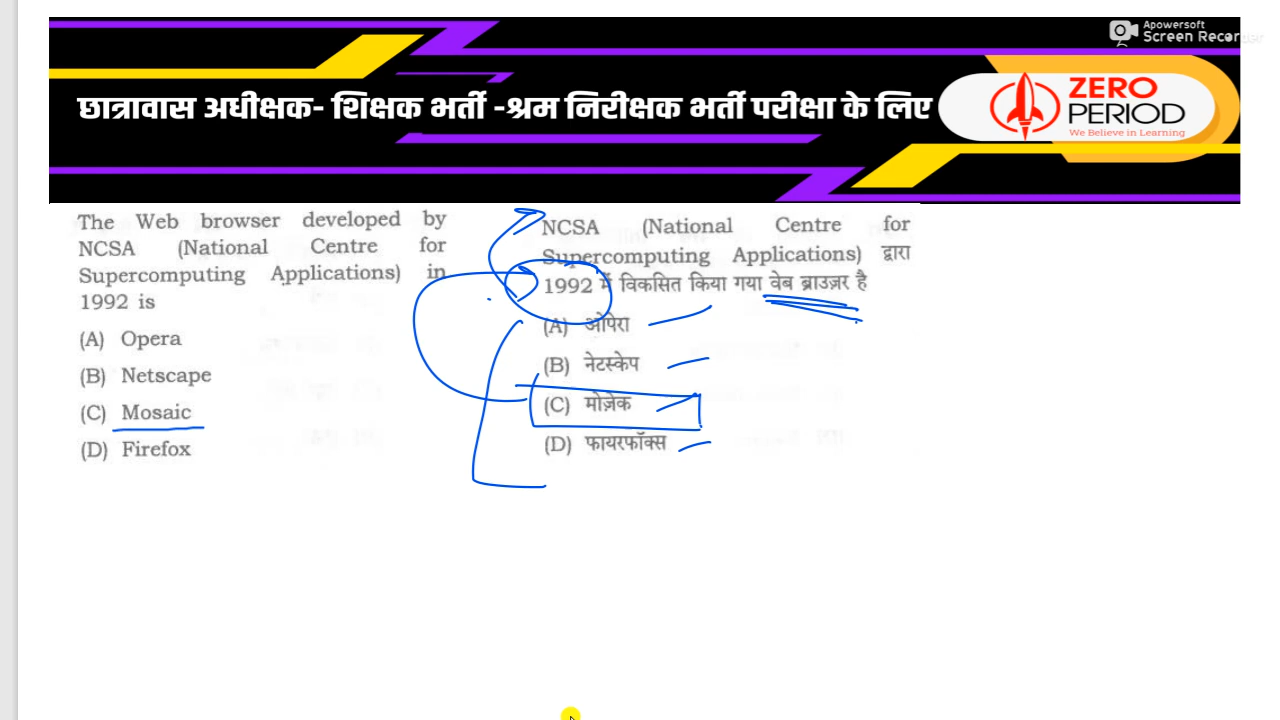 Apowersoft
Screen Recorder
छात्रावास अधीक्षक- शिक्षक भर्ती -श्रम निरीक्षक भर्ती परीक्षा के लिए
ZERO
PERIOD
We Believe in Learning
The Web browser developed by
NCSA (National Centre for
Supercomputing Applications) in
1992 is
(A) Opera
(B) Netscape
(C) Mosaic
(D) Firefox
NCSA (National Centre for
Supercomputing Applications) द्वारा
1992 में विकसित किया गया वेब ब्राउज़र है
(A) ओपेरा
(B) नेटस्केप
(C) मोज़ेक
(D) फायरफॉक्स